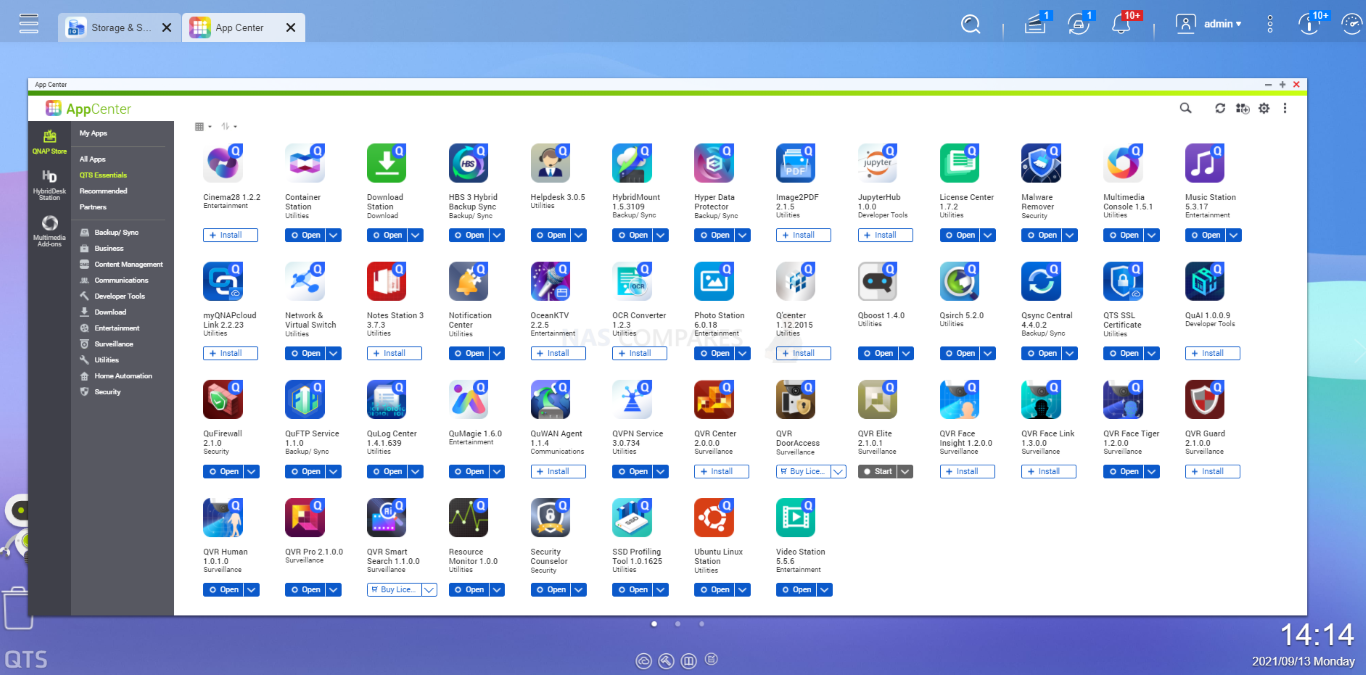 Storage & S...
App Center
1
1
10+
admin
10+
App Center
AppCenter
QNAP Store
HD
HybridDesk
Station
Multimedia
Add-ons
My Apps
All Apps
QTS Essentials
Recommended
Partners
Backup/ Sync
Business
Content Management
Communications
Developer Tools
Download
Entertainment
Surveillance
Utilities
Home Automation
Security
Cinema28 1.2.2
Entertainment
+ Install
Container
Station
Utilities
Open
Download
Station
Download
Open
HBS
HBS 3 Hybrid
Backup Sync
Backup/ Sync
Open
Helpdesk 3.0.5
Utilities
Open
HybridMount
1.5.3109
Backup/ Sync
Open
Hyper Data
Protector
Backup/ Sync
Open
PDF
Image2PDF
2.1.5
Utilities
+ Install
jupyter
JupyterHub
1.0.0
Developer Tools
+ Install
License Center
1.7.2
Utilities
Open
Malware
Remover
Security
Open
Multimedia
Console 1.5.1
Utilities
Open
Music Station
5.3.17
Entertainment
Open
myQNAPcloud
Link 2.2.23
Utilities
+ Install
Network &
Virtual Switch
Utilities
Open
Notes Station 3
3.7.3
Utilities
+ Install
Notification
Center
Utilities
Open
OceanKTV
2.2.5
Entertainment
+ Install
OCR
OCR Converter
1.2.3
Utilities
+ Install
Photo Station
6.0.18
Entertainment
Open
Q'center
1.12.2015
Utilities
+ Install
Qboost 1.4.0
Utilities
Open
Qsirch 5.2.0
Utilities
Open
Qsync Central
4.4.0.2
Backup/ Sync
Open
QTS SSL
Certificate
Utilities
Open
QuAI 1.0.0.9
Developer Tools
+ Install
NAS COMPARES
QuFirewall
2.1.0
Security
Open
QuFTP Service
1.1.0
Backup/ Sync
Open
QuLog Center
1.4.1.639
Utilities
Open
QuMagie 1.6.0
Entertainment
Open
QuWAN Agent
1.1.4
Communications
+ Install
QVPN Service
3.0.734
Utilities
Open
QVR Center
2.0.0.0
Surveillance
+ Install
QVR
DoorAccess
Surveillance
Buy Lice...
QVR Elite
2.1.0.1
Surveillance
Start
QVR Face
Insight 1.2.0.0
Surveillance
+ Install
QVR Face Link
1.3.0.0
Surveillance
+ Install
QVR Face Tiger
1.2.0.0
Surveillance
Open
QVR Guard
2.1.0.0
Surveillance
+ Install
QVR Human
1.0.1.0
Surveillance
Open
QVR Pro 2.1.0.0
Surveillance
Open
QVR Smart
Search 1.1.0.0
Surveillance
Buy Lice...
Resource
Monitor 1.0.0
Utilities
Open
Security
Counselor
Security
Open
SSD
SSD Profiling
Tool 1.0.1625
Utilities
Open
Ubuntu Linux
Station
Utilities
Open
Video Station
5.5.6
Entertainment
Open
14:14
2021/09/13 Monday
QTS